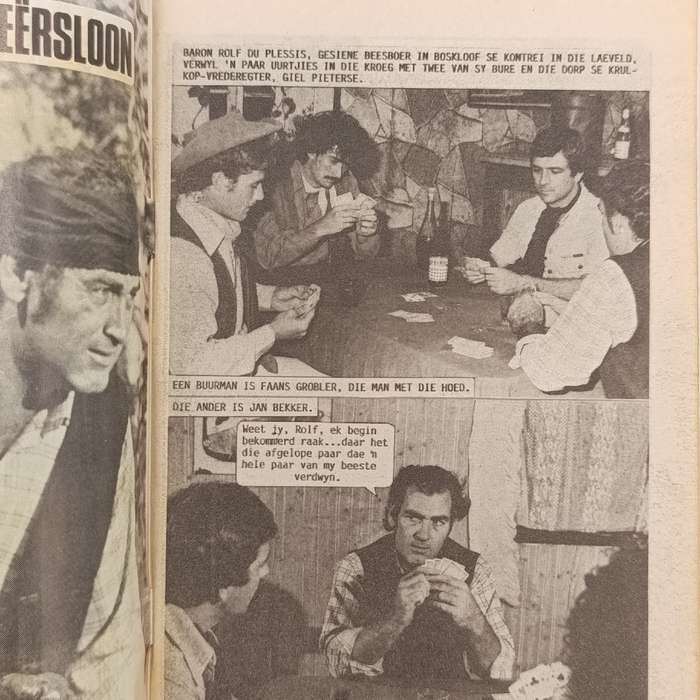 EËRSLOON
BARON ROLF DU PLESSIS, GESIENE BEESBOER IN BOSKLOOF SE KONTREI IN DIE LAEVELD,
VERWYL 'N PAAR UURTJIES IN DIE KROEG MET TWEE VAN SY BURE EN DIE DORP SE KRUL-
KOP-VREDEREGTER, GIEL PIETERSE.
EEN BUURMAN IS FAANS GROBLER, DIE MAN MET DIE HOED.
DIE ANDER IS JAN BEKKER.
Weet jy, Rolf, ek begin
bekommerd raak...daar het
die afgelope paar dae 'n
hele paar van my beeste
verdwyn.